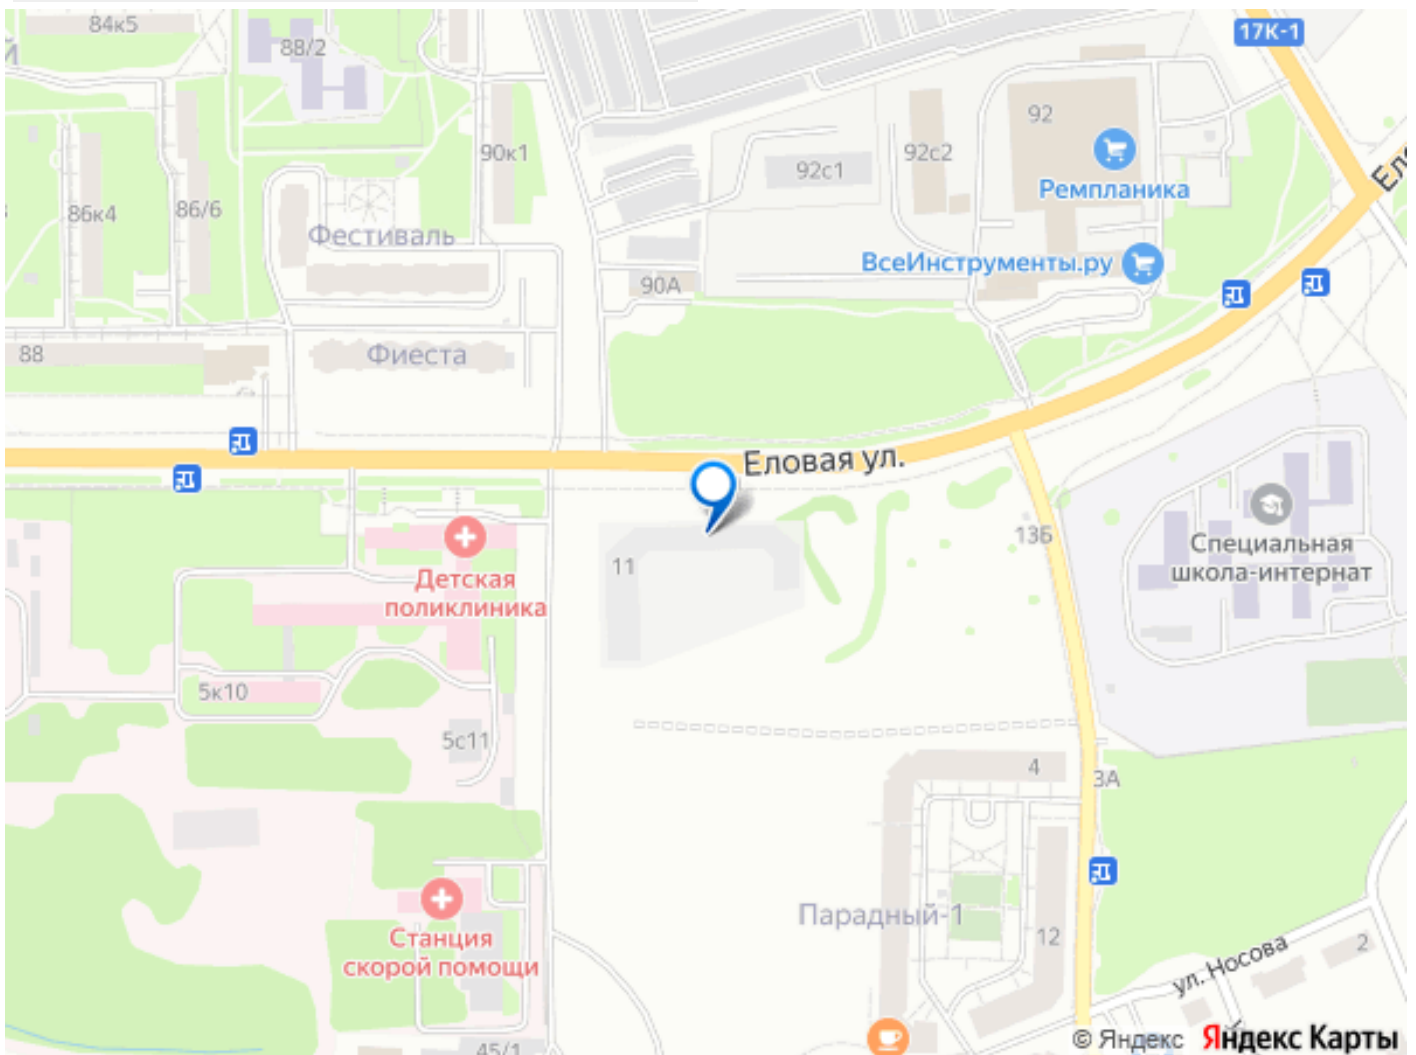 84к5
88/2
17К-1
й
90к1
92
92с2
92с1
Ремпланика
Ело
86к4
86/6
Фестиваль
ВсеИнструменты.ру
90А
88
Фиеста
Еловая ул.
11
13б
Специальная
школа-интернат
Детская
поликлиника
5к10
5с11
4
3А
Парадный-1
12
Станция
скорой помощи
ул. Носова
2
45/1
© Яндекс Яндекс Карты